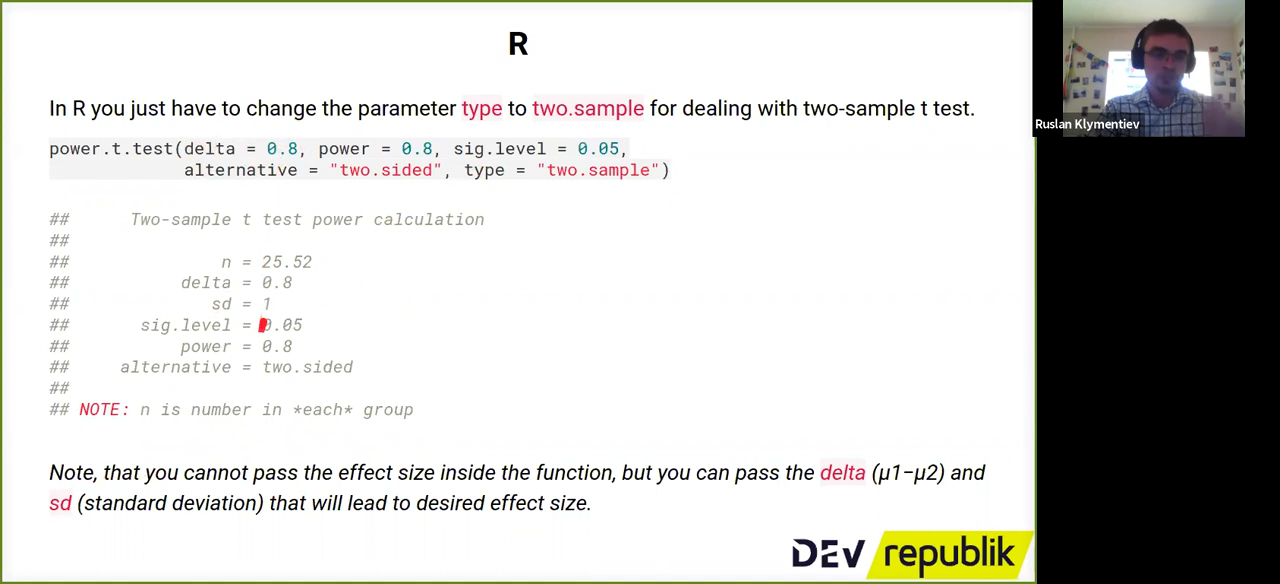 R
In R you just have to change the parameter type to two.sample for dealing with two-sample t test.
power.t.test(delta = 0.8, power = 0.8, sig.level = 0.05,
alternative = "two.sided", type = "two.sample")
## Two-sample t test power calculation
##
## n = 25.52
## delta = 0.8
## sd = 1
## sig.level = 0.05
## power = 0.8
## alternative = two.sided
##
## NOTE: n is number in *each* group
Note, that you cannot pass the effect size inside the function, but you can pass the delta (μ1−μ2) and
sd (standard deviation) that will lead to desired effect size.
DEV republik
Ruslan Klymentiev